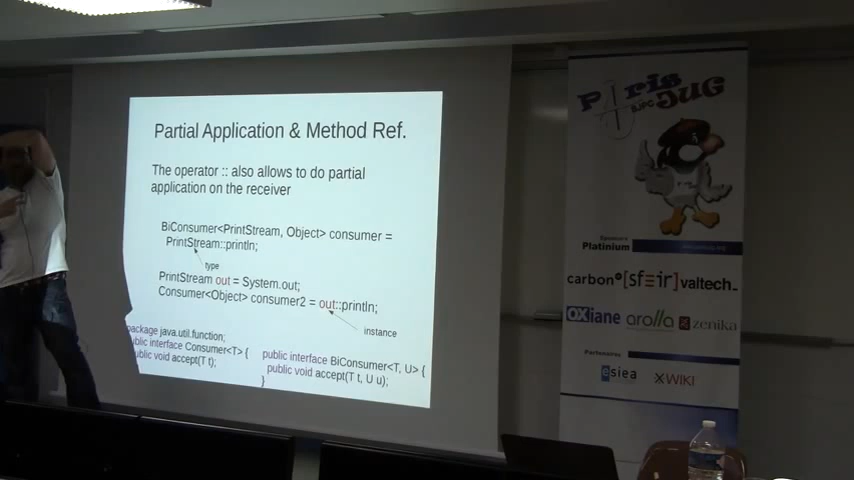 Partial Application & Method Ref.
The operator :: also allows to do partial
application on the receiver
BiConsumer<PrintStream, Object> consumer =
PrintStream::println;
type
PrintStream out = System.out;
Consumer<Object> consumer2 = out::println;
instance
package java.util.function;
ublic interface Consumer<T> {
ublic void accept(T t);
public interface BiConsumer<T, U> {
public void accept(T t, U u);
}
Paris
JUG
Sponsors
Platinium
carbon [sfeir] valtech_
OXiane arolla zenika
Partenaires
esiea XWIKI